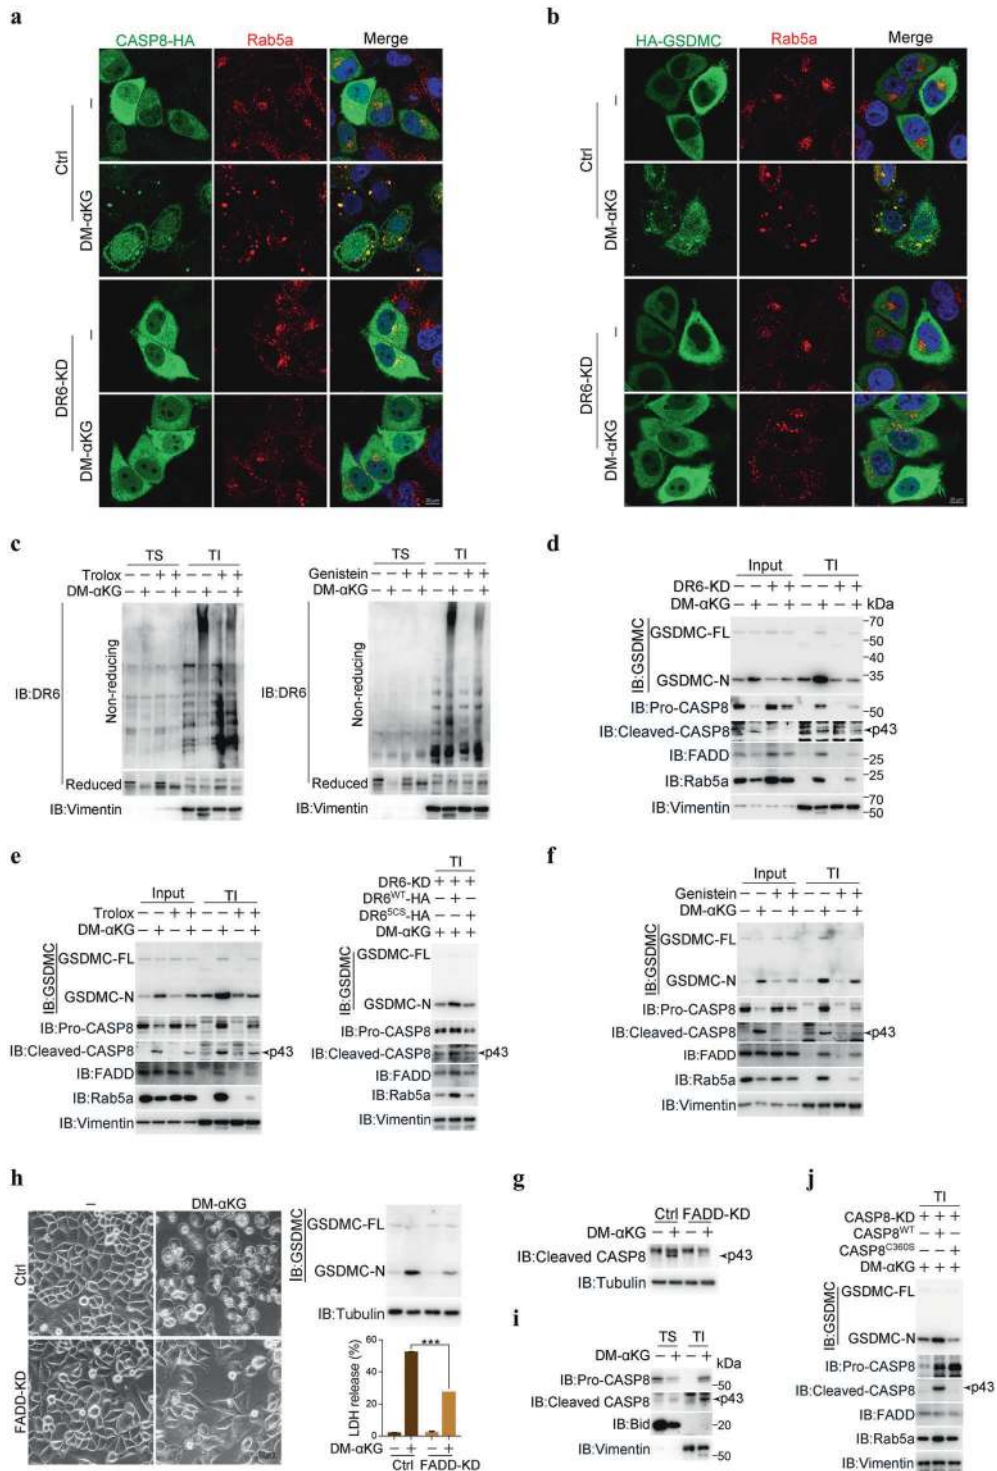 a
CASP8-HA Rab5a Merge
Ctrl
–
DM-αKG
DR6-KD
–
DM-αKG
b
HA-GSDMC Rab5a Merge
Ctrl
–
DM-αKG
DR6-KD
–
DM-αKG
c
TS TI
Trolox – – + + – – + +
DM-αKG – + – + – + – +
IB:DR6
Non-reducing
Reduced
IB:Vimentin
TS TI
Genistein – – + + – – + +
DM-αKG – + – + – + – +
IB:DR6
Non-reducing
Reduced
IB:Vimentin
d
Input TI
DR6-KD – – + + – – + +
DM-αKG – + – + – + – + kDa
IB:GSDMC
GSDMC-FL
GSDMC-N
IB:Pro-CASP8
IB:Cleaved-CASP8
IB:FADD
IB:Rab5a
IB:Vimentin
70
50
40
35
50
p43
25
25
70
50
e
Input TI
Trolox – – + + – – + +
DM-αKG – + – + – + – +
IB:GSDMC
GSDMC-FL
GSDMC-N
IB:Pro-CASP8
IB:Cleaved-CASP8 p43
IB:FADD
IB:Rab5a
IB:Vimentin
TI
DR6-KD + + +
DR6WT-HA – + –
DR65CS-HA – – +
DM-αKG + + +
IB:GSDMC
GSDMC-FL
GSDMC-N
IB:Pro-CASP8
IB:Cleaved-CASP8 p43
IB:FADD
IB:Rab5a
IB:Vimentin
f
Input TI
Genistein – – + + – – + +
DM-αKG – + – + – + – +
IB:GSDMC
GSDMC-FL
GSDMC-N
IB:Pro-CASP8
IB:Cleaved-CASP8 p43
IB:FADD
IB:Rab5a
IB:Vimentin
h
– DM-αKG
Ctrl
FADD-KD
IB:GSDMC
GSDMC-FL
GSDMC-N
IB:Tubulin
LDH release (%)
60
40
20
0
***
DM-αKG – + – +
Ctrl FADD-KD
g
Ctrl FADD-KD
DM-αKG – + – +
IB:Cleaved CASP8 p43
IB:Tubulin
i
TS TI
DM-αKG – + – + kDa
IB:Pro-CASP8 50
IB:Cleaved CASP8 p43
IB:Bid 20
IB:Vimentin 50
j
TI
CASP8-KD + + +
CASP8WT – + –
CASP8C360S – – +
DM-αKG + + +
IB:GSDMC
GSDMC-FL
GSDMC-N
IB:Pro-CASP8
IB:Cleaved-CASP8 p43
IB:FADD
IB:Rab5a
IB:Vimentin